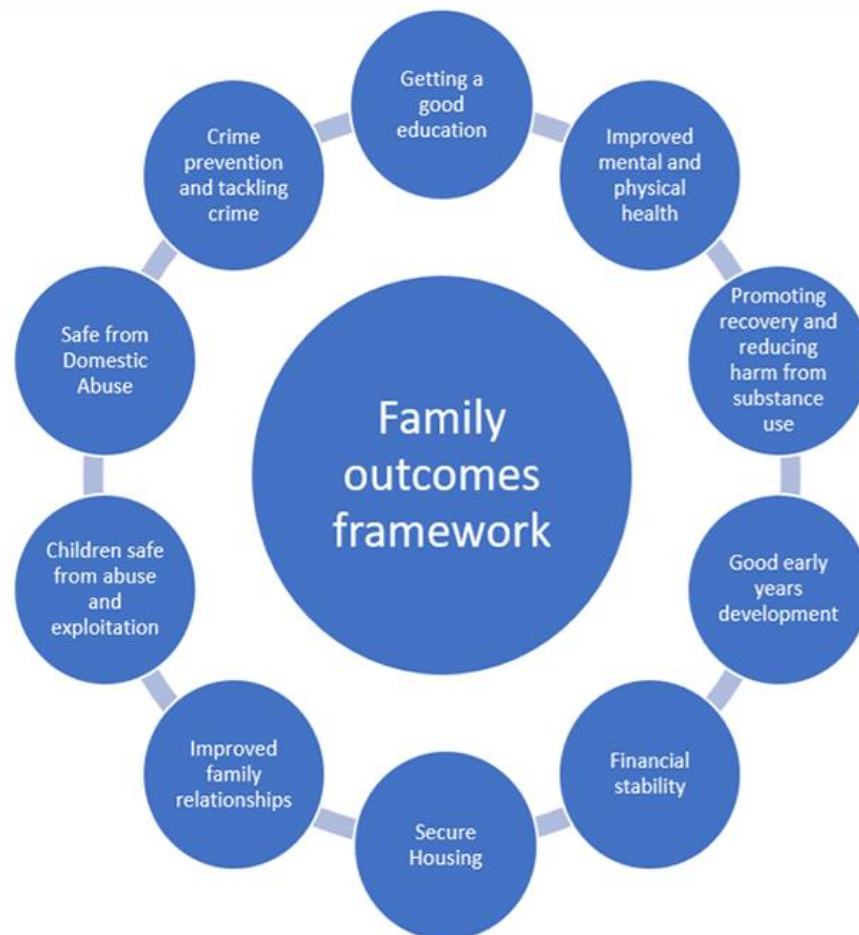 Getting a
good
education
Improved
mental and
physical
health
Promoting
recovery and
reducing
harm from
substance
use
Good early
years
development
Financial
stability
Secure
Housing
Improved
family
relationships
Children safe
from abuse
and
exploitation
Safe from
Domestic
Abuse
Crime
prevention
and tackling
crime
Family
outcomes
framework